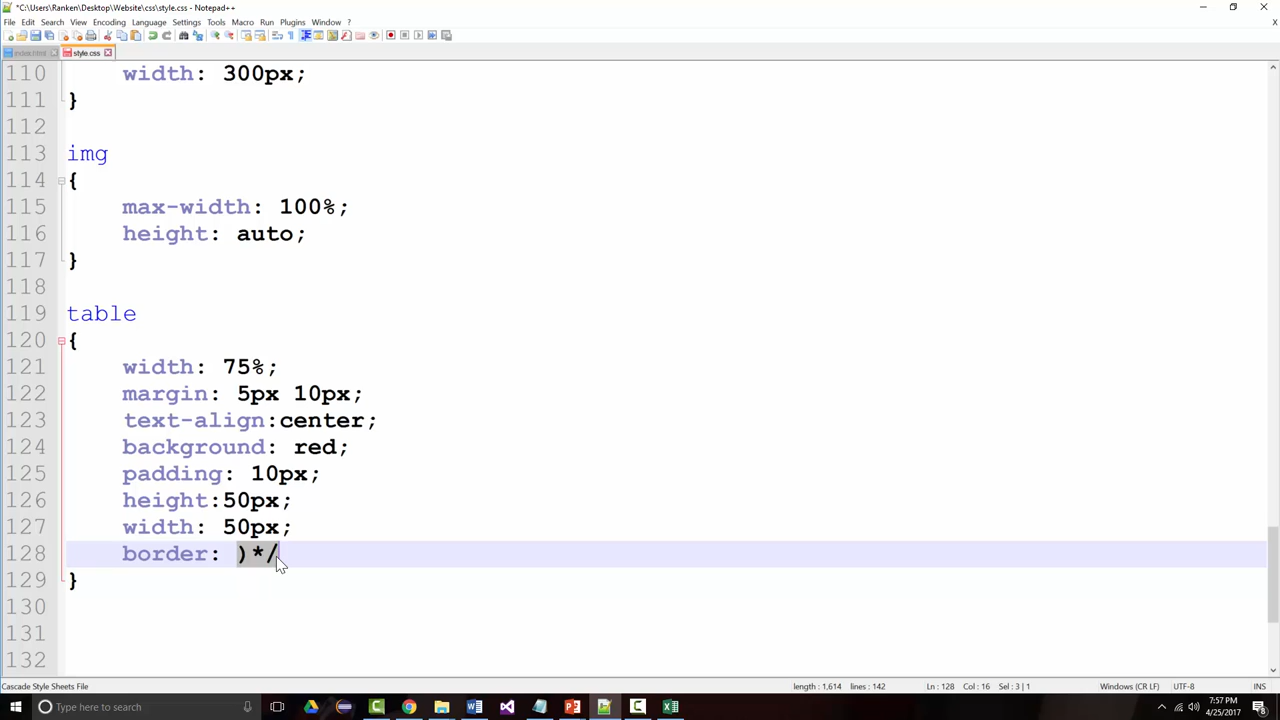 *C:\Users\Ranken\Desktop\Website\css\style.css - Notepad++
File Edit Search View Encoding Language Settings Tools Macro Run Plugins Window ?
index.html style.css
110 width: 300px;
111 }
112
113 img
114 {
115 max-width: 100%;
116 height: auto;
117 }
118
119 table
120 {
121 width: 75%;
122 margin: 5px 10px;
123 text-align:center;
124 background: red;
125 padding: 10px;
126 height:50px;
127 width: 50px;
128 border: )*/
129 }
130
131
132
Cascade Style Sheets File length : 1,614 lines : 142 Ln : 128 Col : 16 Sel : 3 | 1 Windows (CR LF) UTF-8 INS
Type here to search 7:57 PM
4/25/2017